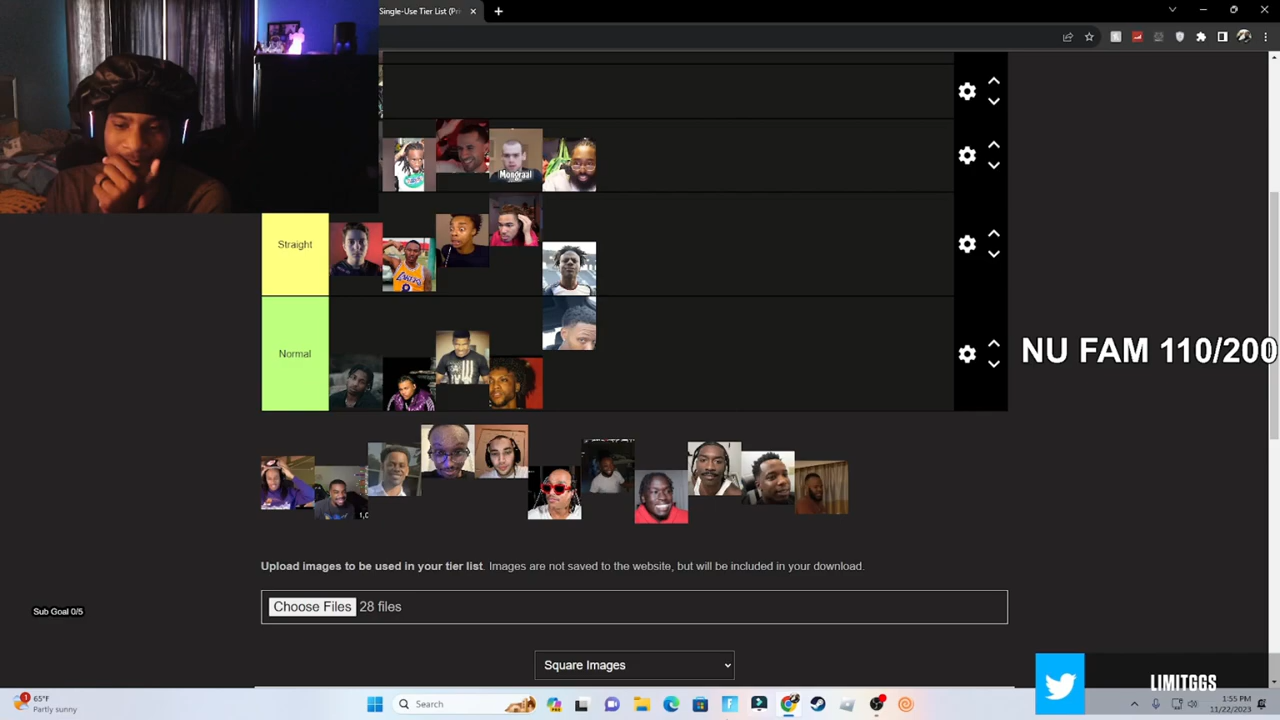 Single-Use Tier List (Pr
Mongraal
Straight
Normal
NU FAM 110/200
Upload images to be used in your tier list. Images are not saved to the website, but will be included in your download.
Choose Files 28 files
Sub Goal 0/5
Square Images
LIMITGGS
1
65°F
Partly sunny
Search
1:55 PM
11/22/2023